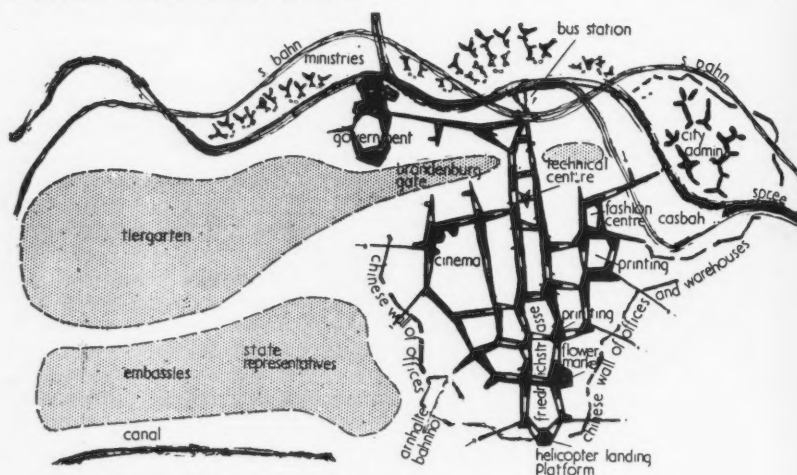 bus station
s bahn
ministries
s bahn
government
city
admin
brandenburg
gate
technical
centre
spree
fashion
centre
casbah
tiergarten
cinema
printing
chinese wall of offices
and warehouses
printing
friedrichstrasse
flower
market
state
representatives
embassies
chinese wall of offices
arnhalte
bahnhof
canal
helicopter landing
Platform